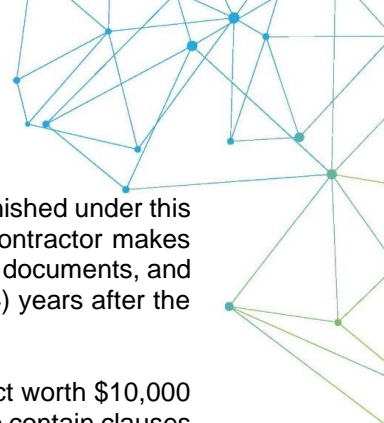 nished under this
ontractor makes
documents, and
) years after the
ct worth $10,000
contain clauses